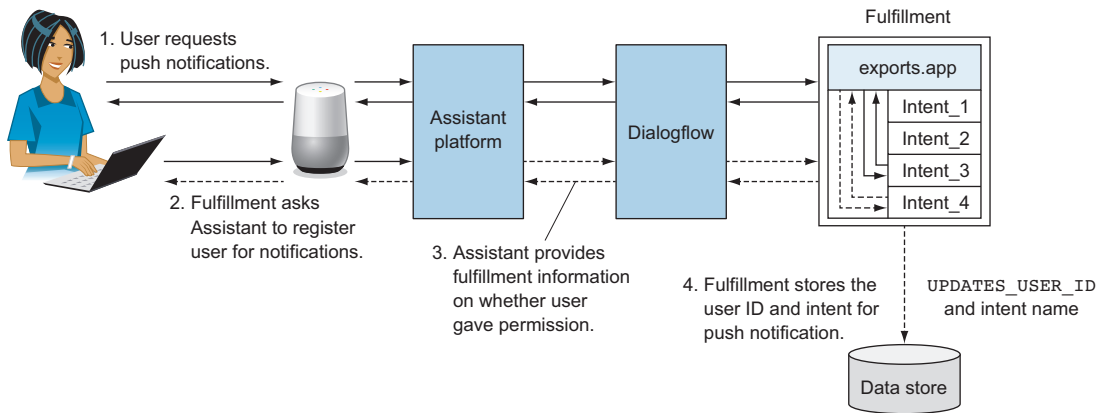 Fulfillment
1. User requests
push notifications.
exports.app
Intent_1
Intent_2
Intent_3
Intent_4
Assistant
platform
Dialogflow
2. Fulfillment asks
Assistant to register
user for notifications.
3. Assistant provides
fulfillment information
on whether user
gave permission.
4. Fulfillment stores the
user ID and intent for
push notification.
UPDATES_USER_ID
and intent name
Data store